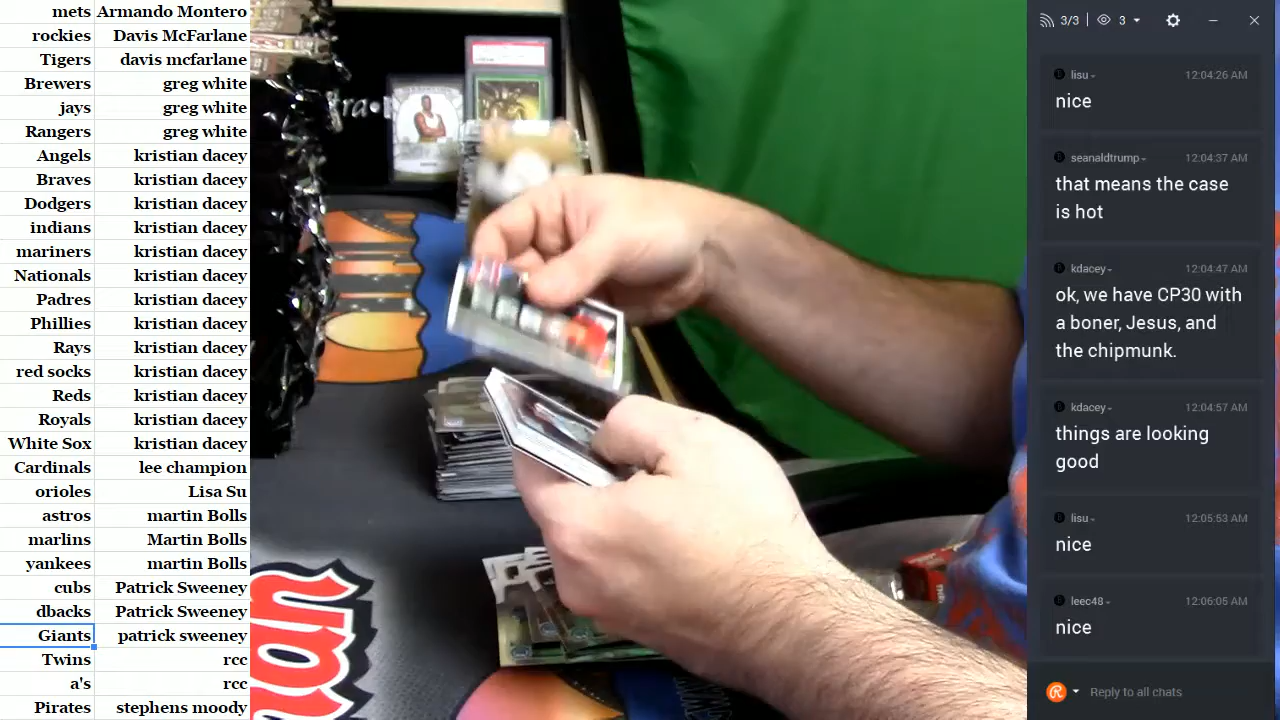 mets Armando Montero
rockies Davis McFarlane
Tigers davis mcfarlane
Brewers greg white
jays greg white
Rangers greg white
Angels kristian dacey
Braves kristian dacey
Dodgers kristian dacey
indians kristian dacey
mariners kristian dacey
Nationals kristian dacey
Padres kristian dacey
Phillies kristian dacey
Rays kristian dacey
red socks kristian dacey
Reds kristian dacey
Royals kristian dacey
White Sox kristian dacey
Cardinals lee champion
orioles Lisa Su
astros martin Bolls
marlins Martin Bolls
yankees martin Bolls
cubs Patrick Sweeney
dbacks Patrick Sweeney
Giants patrick sweeney
Twins rcc
a's rcc
Pirates stephens moody
3/3 3
lisu 12:04:26 AM
nice
seanaldtrump 12:04:37 AM
that means the case
is hot
kdacey 12:04:47 AM
ok, we have CP30 with
a boner, Jesus, and
the chipmunk.
kdacey 12:04:57 AM
things are looking
good
lisu 12:05:53 AM
nice
leec48 12:06:05 AM
nice
Reply to all chats